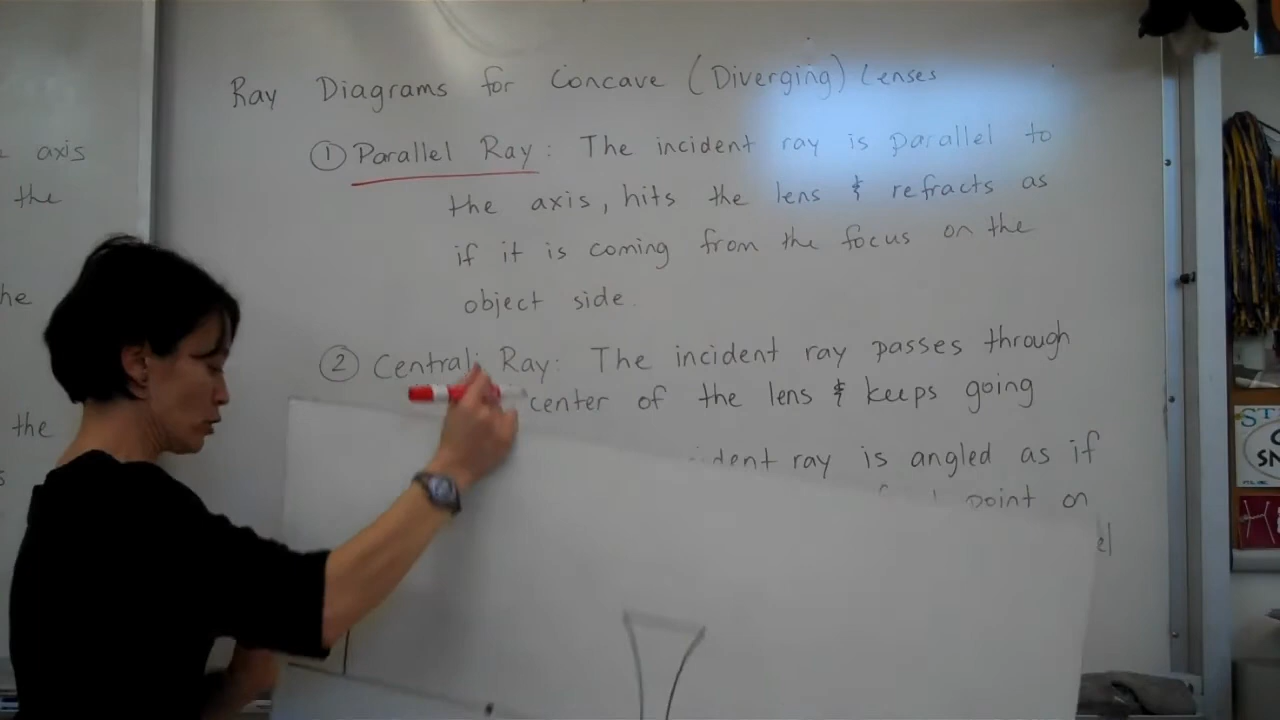 Ray Diagrams for Concave (Diverging) Lenses
① Parallel Ray: The incident ray is parallel to
the axis, hits the lens & refracts as
if it is coming from the focus on the
object side.
② Central Ray: The incident ray passes through
center of the lens & keeps going
ray is angled as if
point on
axis
the
the
ST